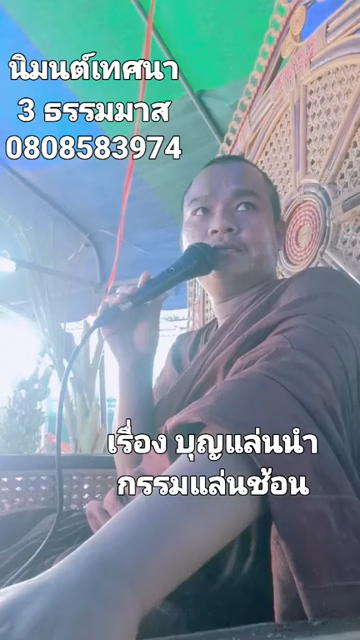 นิมนต์เทศนา
3 ธรรมมาส
0808583974
เรื่อง บุญแล่นนำ
กรรมแล่นช้อน